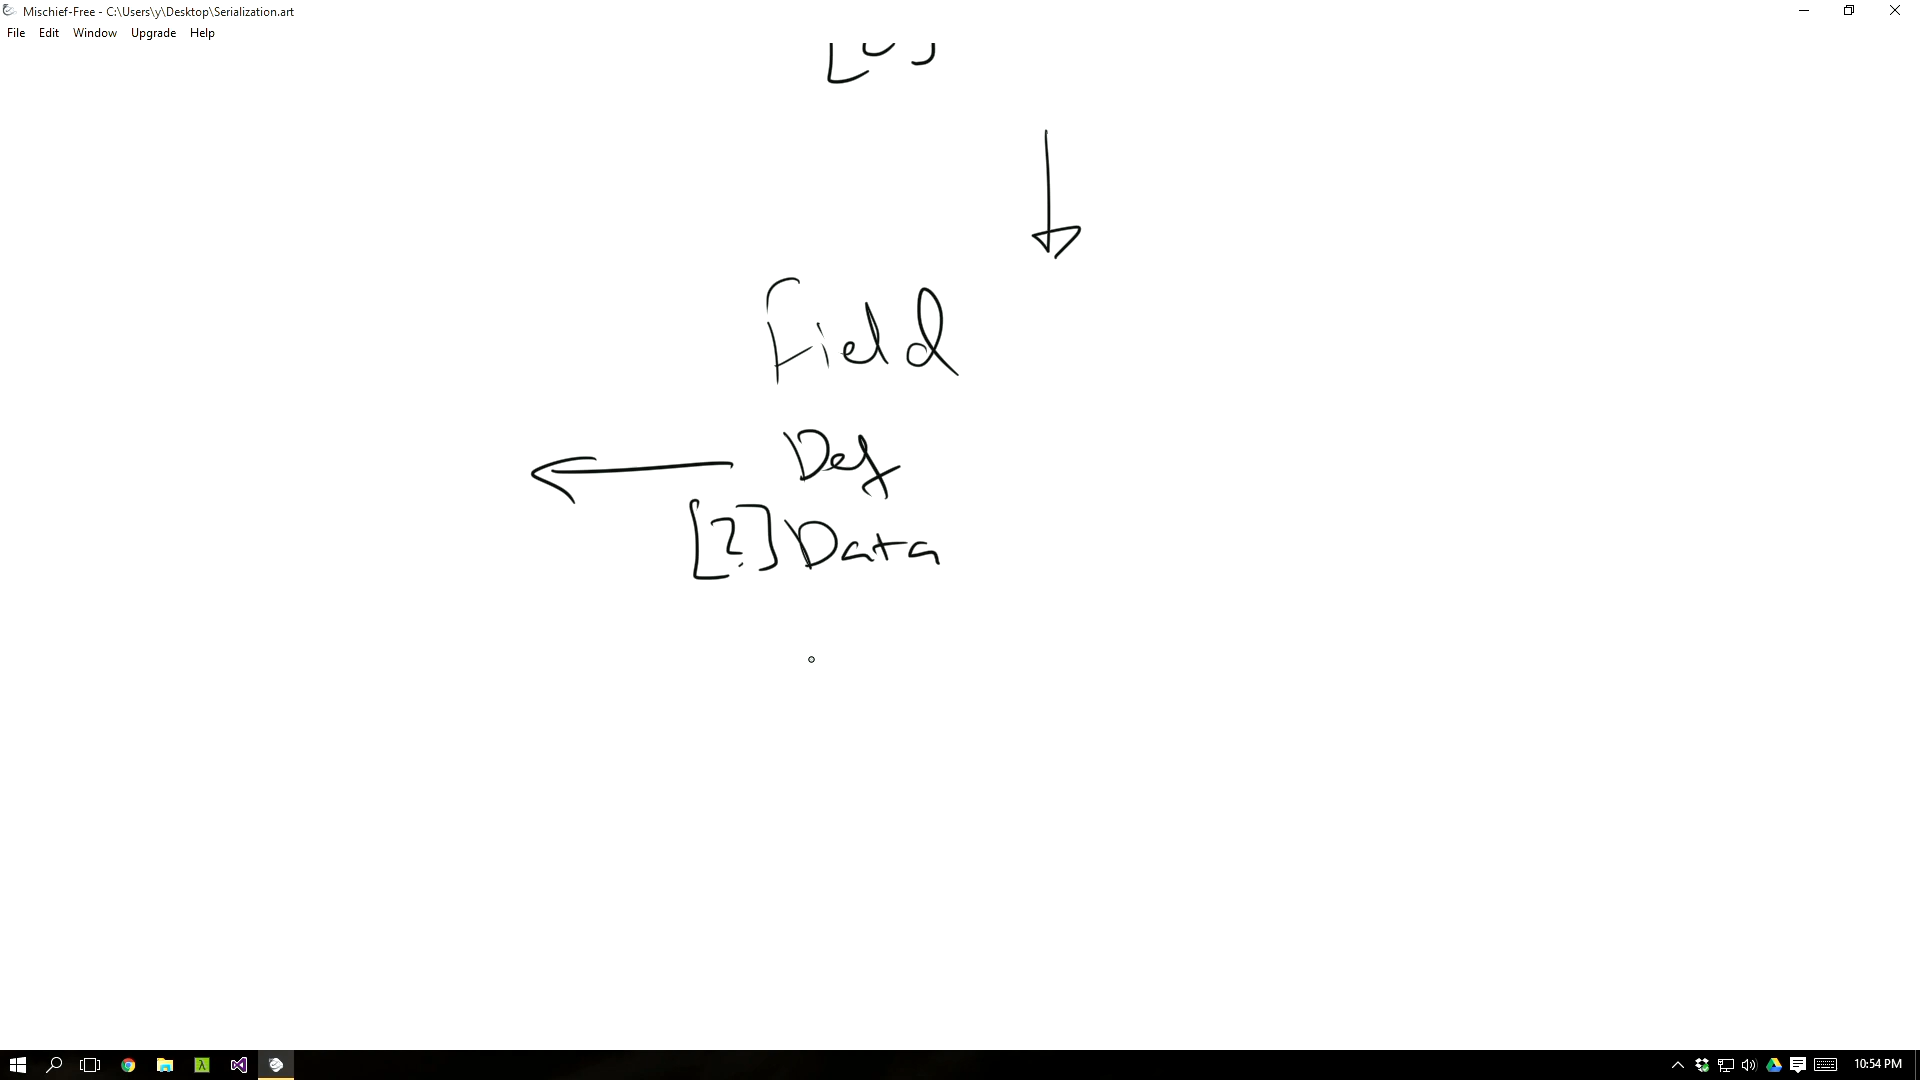 Mischief-Free - C:\Users\y\Desktop\Serialization.art
File Edit Window Upgrade Help
Field
Def
[?] Data
10:54 PM